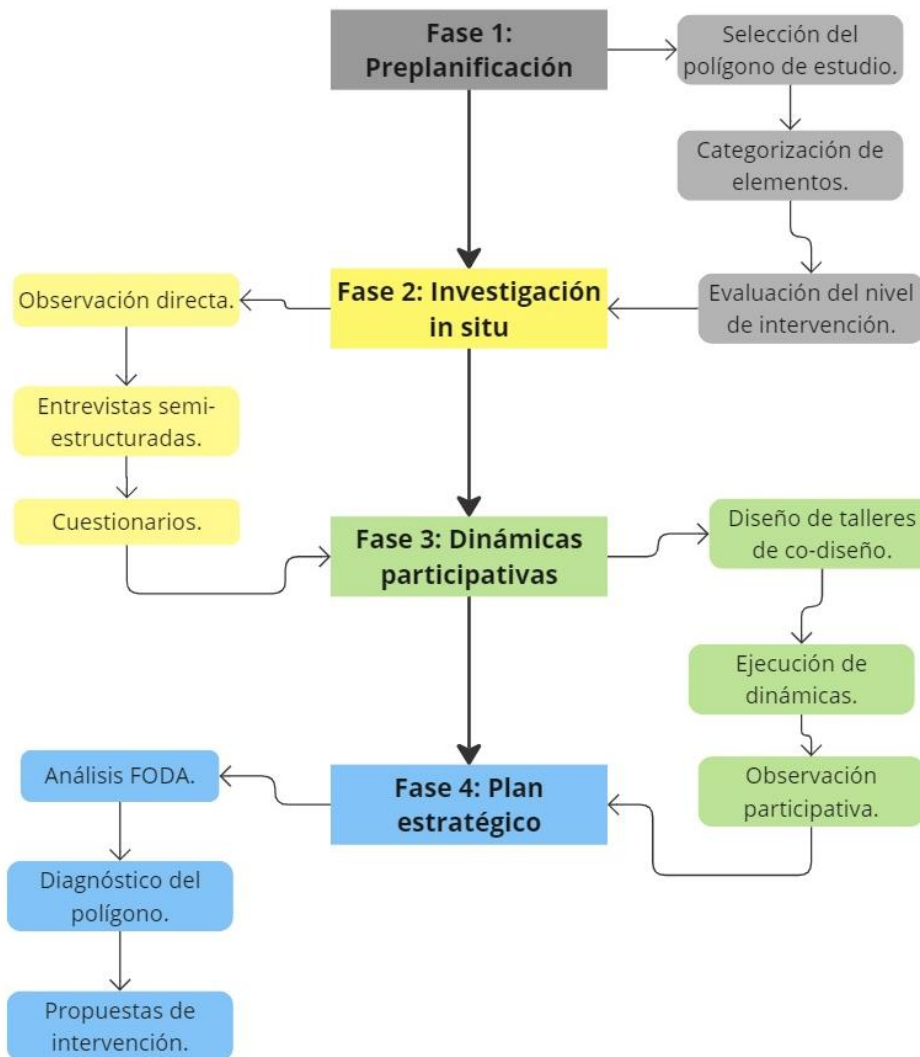 Fase 1:
Preplanificación
Selección del
polígono de estudio.
Categorización de
elementos.
Evaluación del nivel
de intervención.
Fase 2: Investigación
in situ
Observación directa.
Entrevistas semi-
estructuradas.
Cuestionarios.
Fase 3: Dinámicas
participativas
Diseño de talleres
de co-diseño.
Ejecución de
dinámicas.
Observación
participativa.
Fase 4: Plan
estratégico
Análisis FODA.
Diagnóstico del
polígono.
Propuestas de
intervención.